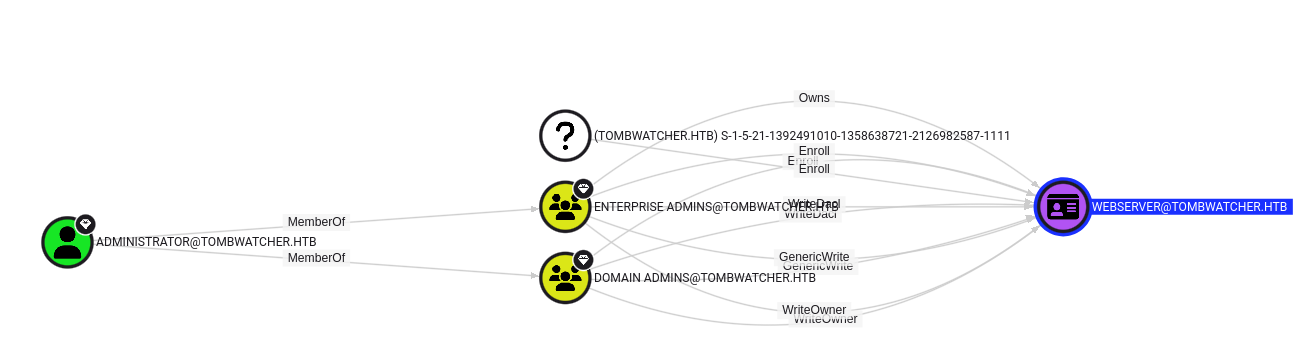 Owns
(TOMBWATCHER.HTB) S-1-5-21-1392491010-1358638721-2126982587-1111
Enroll
Enroll
Enroll
ENTERPRISE ADMINS@TOMBWATCHER.HTB
WriteDacl
WriteDacl
WEBSERVER@TOMBWATCHER.HTB
MemberOf
ADMINISTRATOR@TOMBWATCHER.HTB
MemberOf
GenericWrite
GenericWrite
DOMAIN ADMINS@TOMBWATCHER.HTB
WriteOwner
WriteOwner